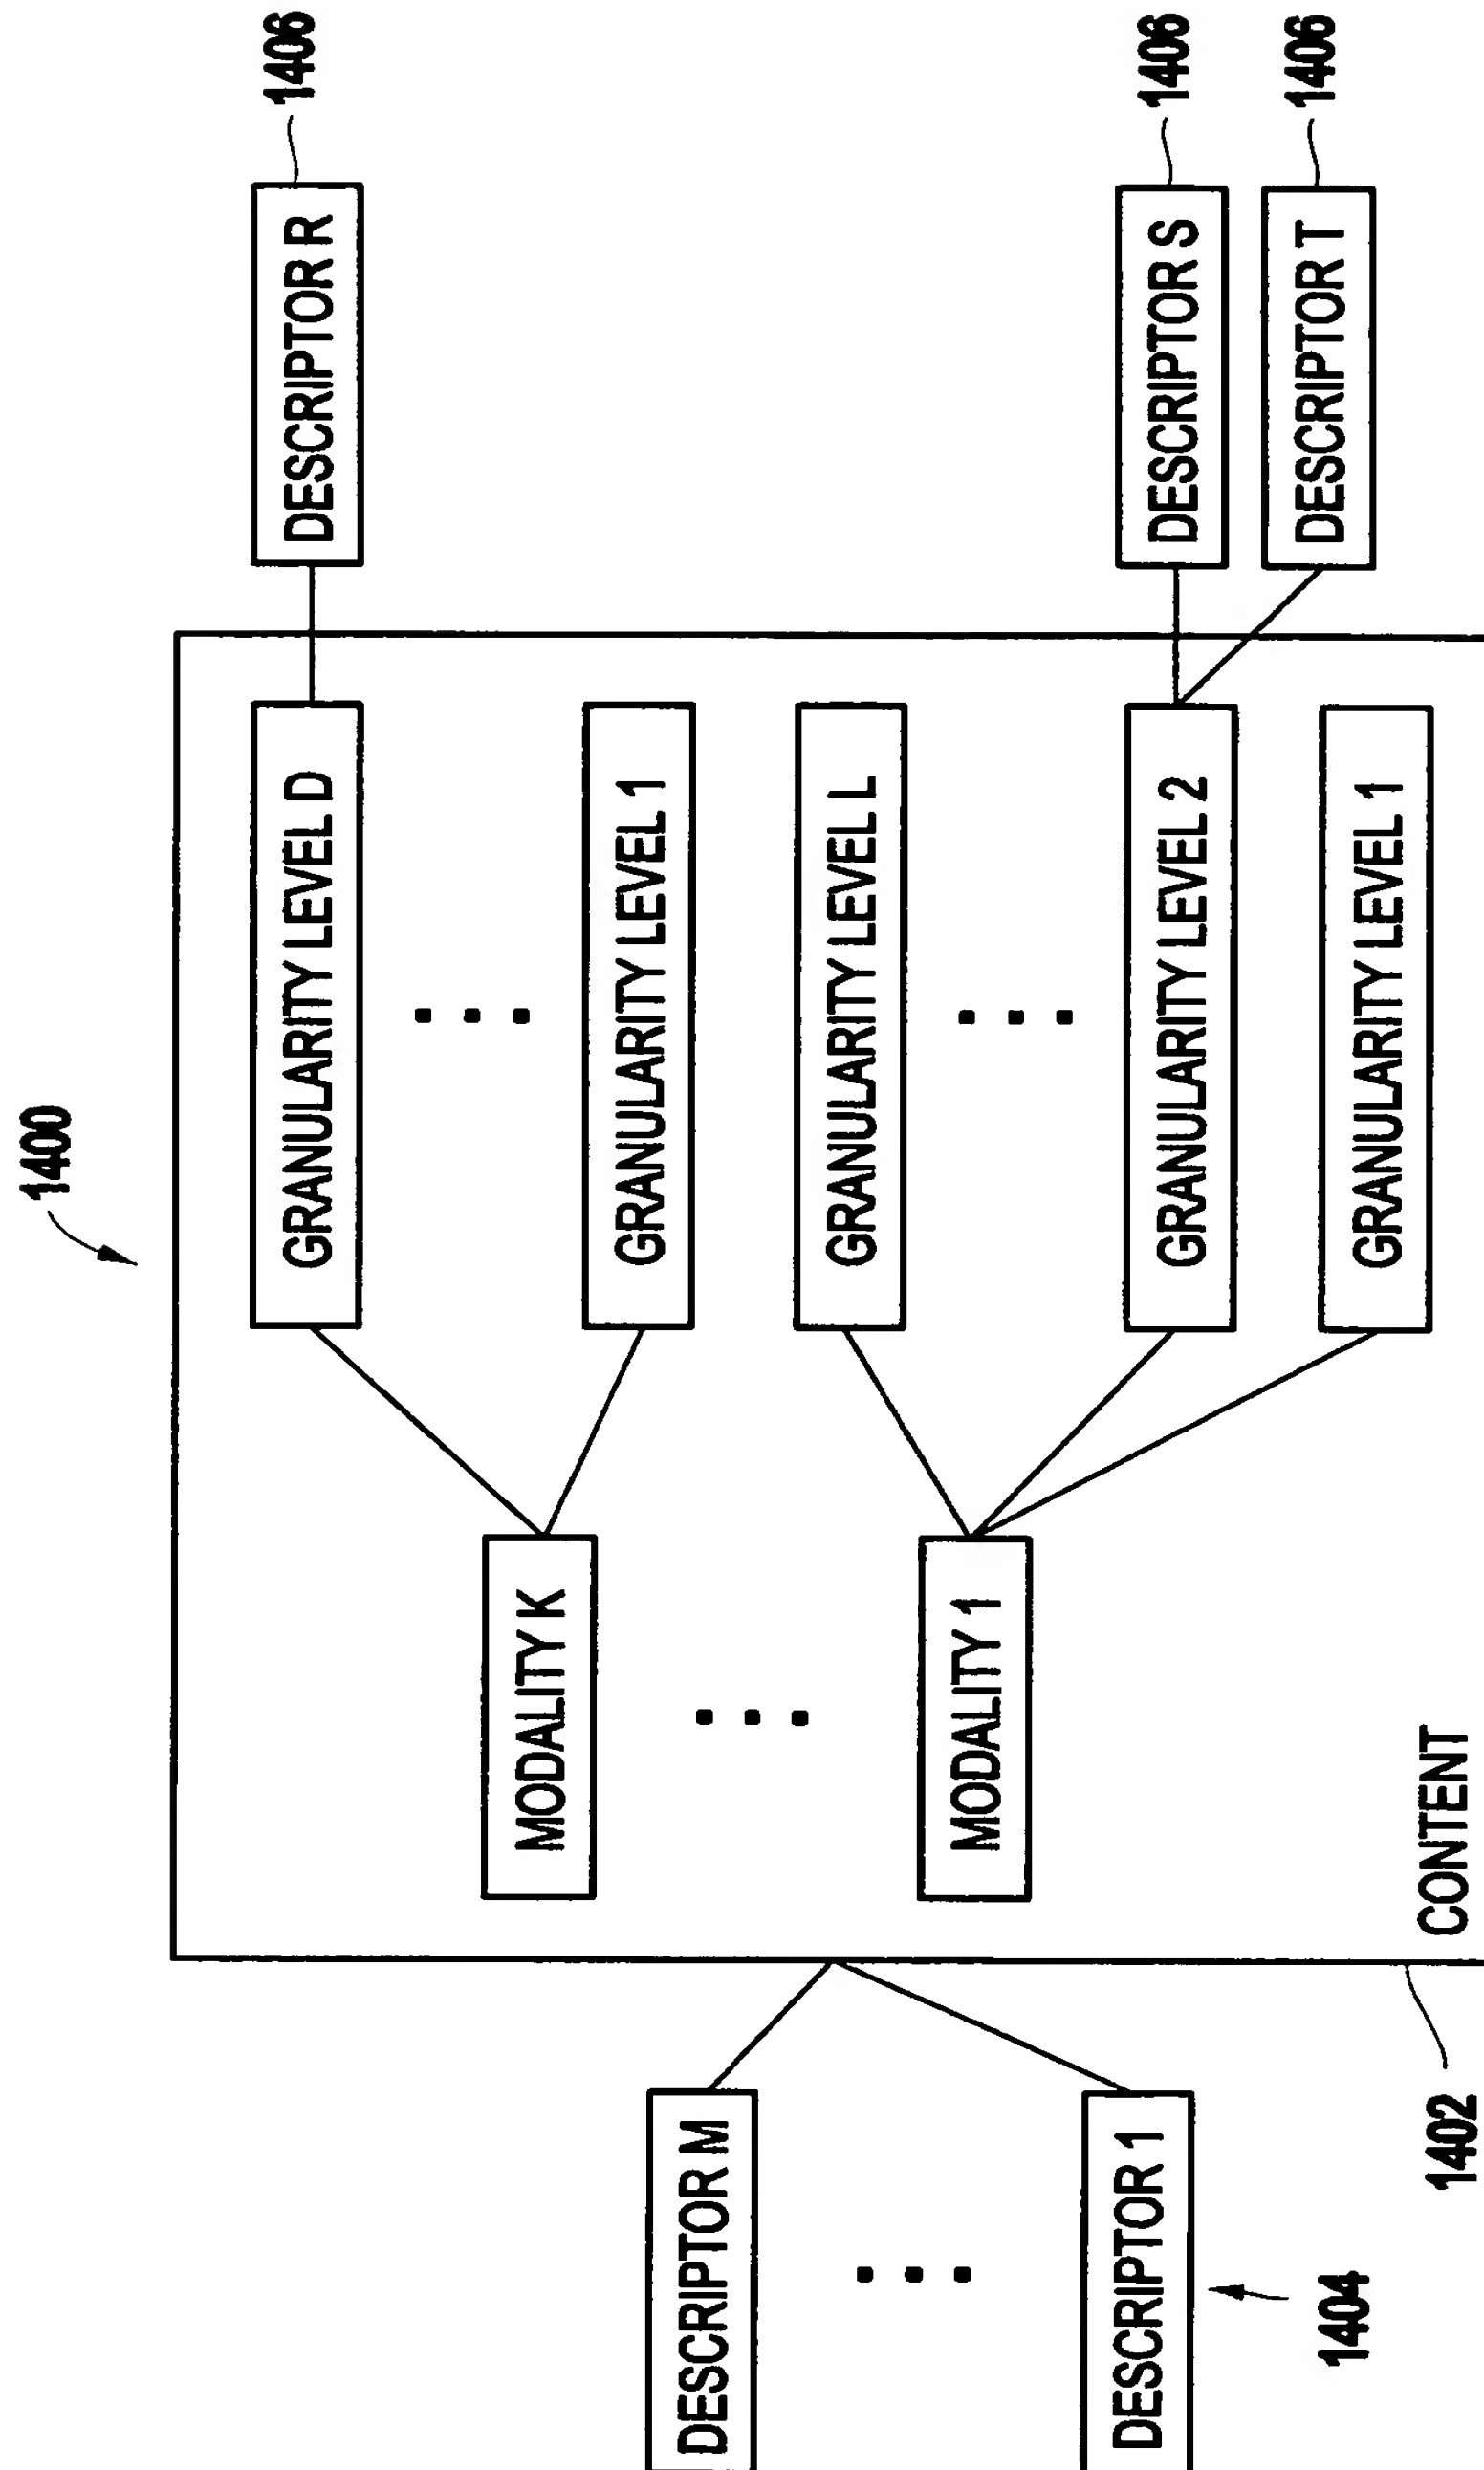 1400
GRANULARITY LEVEL D
DESCRIPTOR R
1406
MODALITY K
GRANULARITY LEVEL 1
DESCRIPTOR M
GRANULARITY LEVEL L
MODALITY 1
DESCRIPTOR 1
GRANULARITY LEVEL 2
DESCRIPTOR S
1406
DESCRIPTOR T
1406
1404
GRANULARITY LEVEL 1
1402
CONTENT